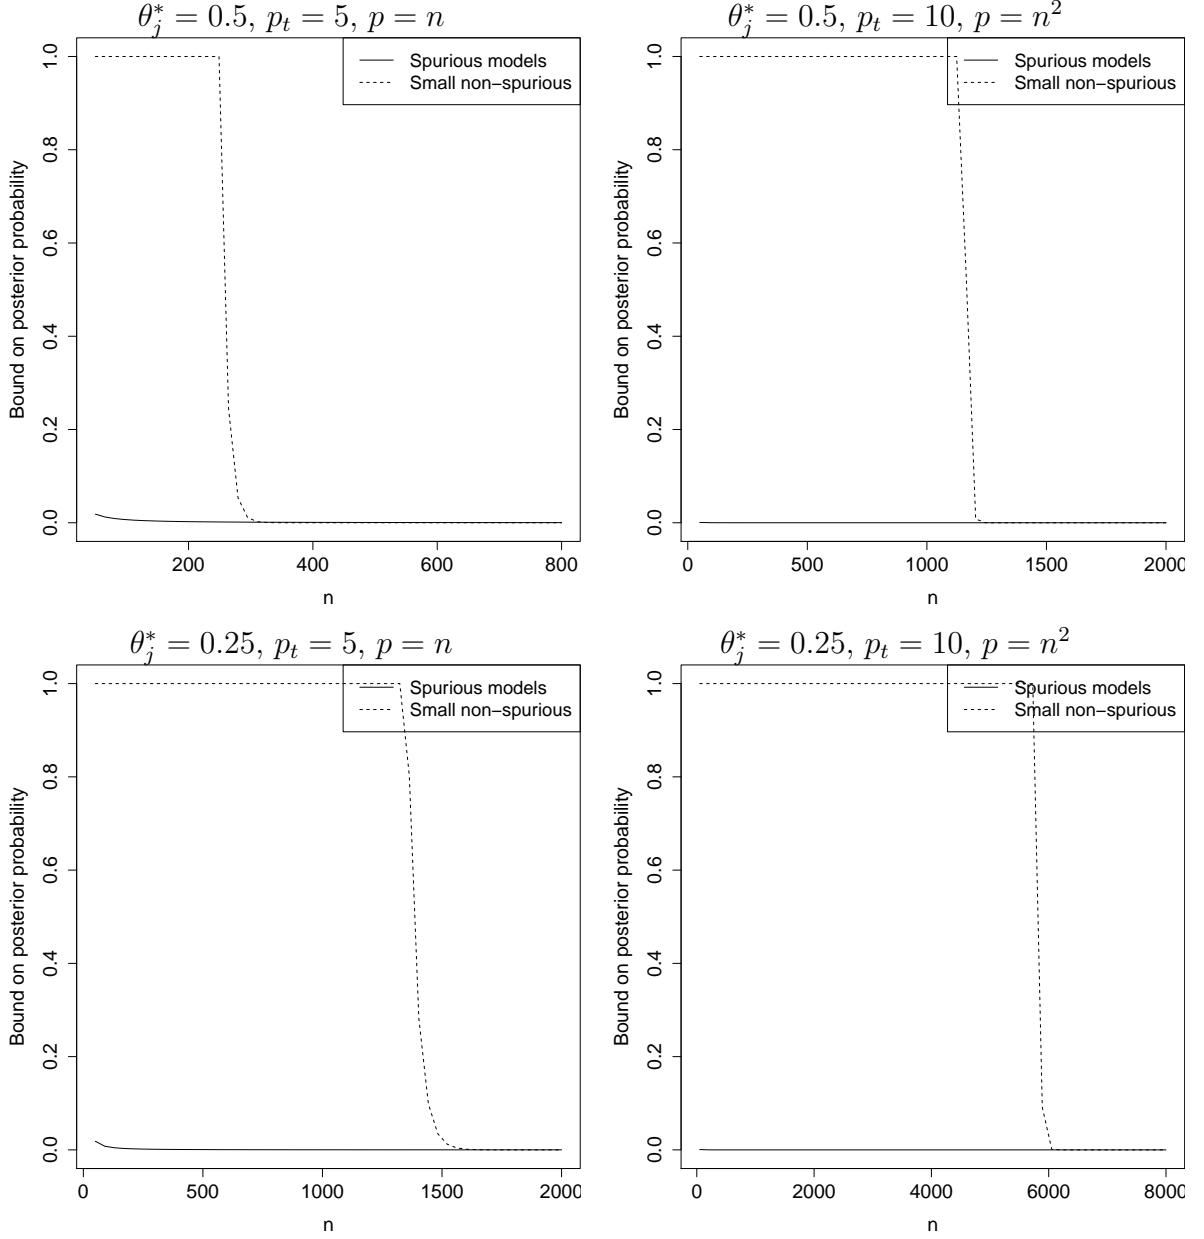 θ*_j = 0.5, p_t = 5, p = n
Spurious models
Small non−spurious
Bound on posterior probability
0.0 0.2 0.4 0.6 0.8 1.0
200 400 600 800
n
θ*_j = 0.5, p_t = 10, p = n²
Spurious models
Small non−spurious
Bound on posterior probability
0.0 0.2 0.4 0.6 0.8 1.0
0 500 1000 1500 2000
n
θ*_j = 0.25, p_t = 5, p = n
Spurious models
Small non−spurious
Bound on posterior probability
0.0 0.2 0.4 0.6 0.8 1.0
0 500 1000 1500 2000
n
θ*_j = 0.25, p_t = 10, p = n²
Spurious models
Small non−spurious
Bound on posterior probability
0.0 0.2 0.4 0.6 0.8 1.0
0 2000 4000 6000 8000
n